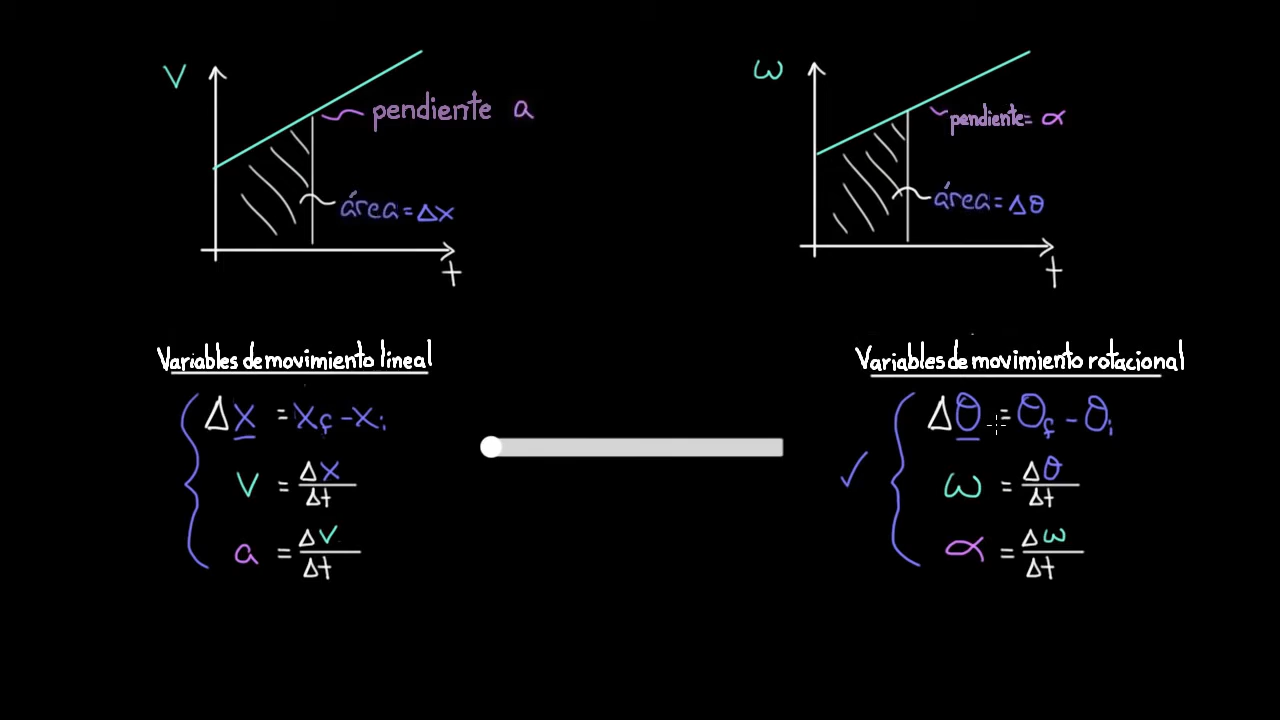 V
pendiente a
área = Δx
t
ω
pendiente = α
área = Δθ
t
Variables de movimiento lineal
Δx = xf - xi
v = Δx/Δt
a = Δv/Δt
Variables de movimiento rotacional
Δθ = θf - θi
ω = Δθ/Δt
α = Δω/Δt